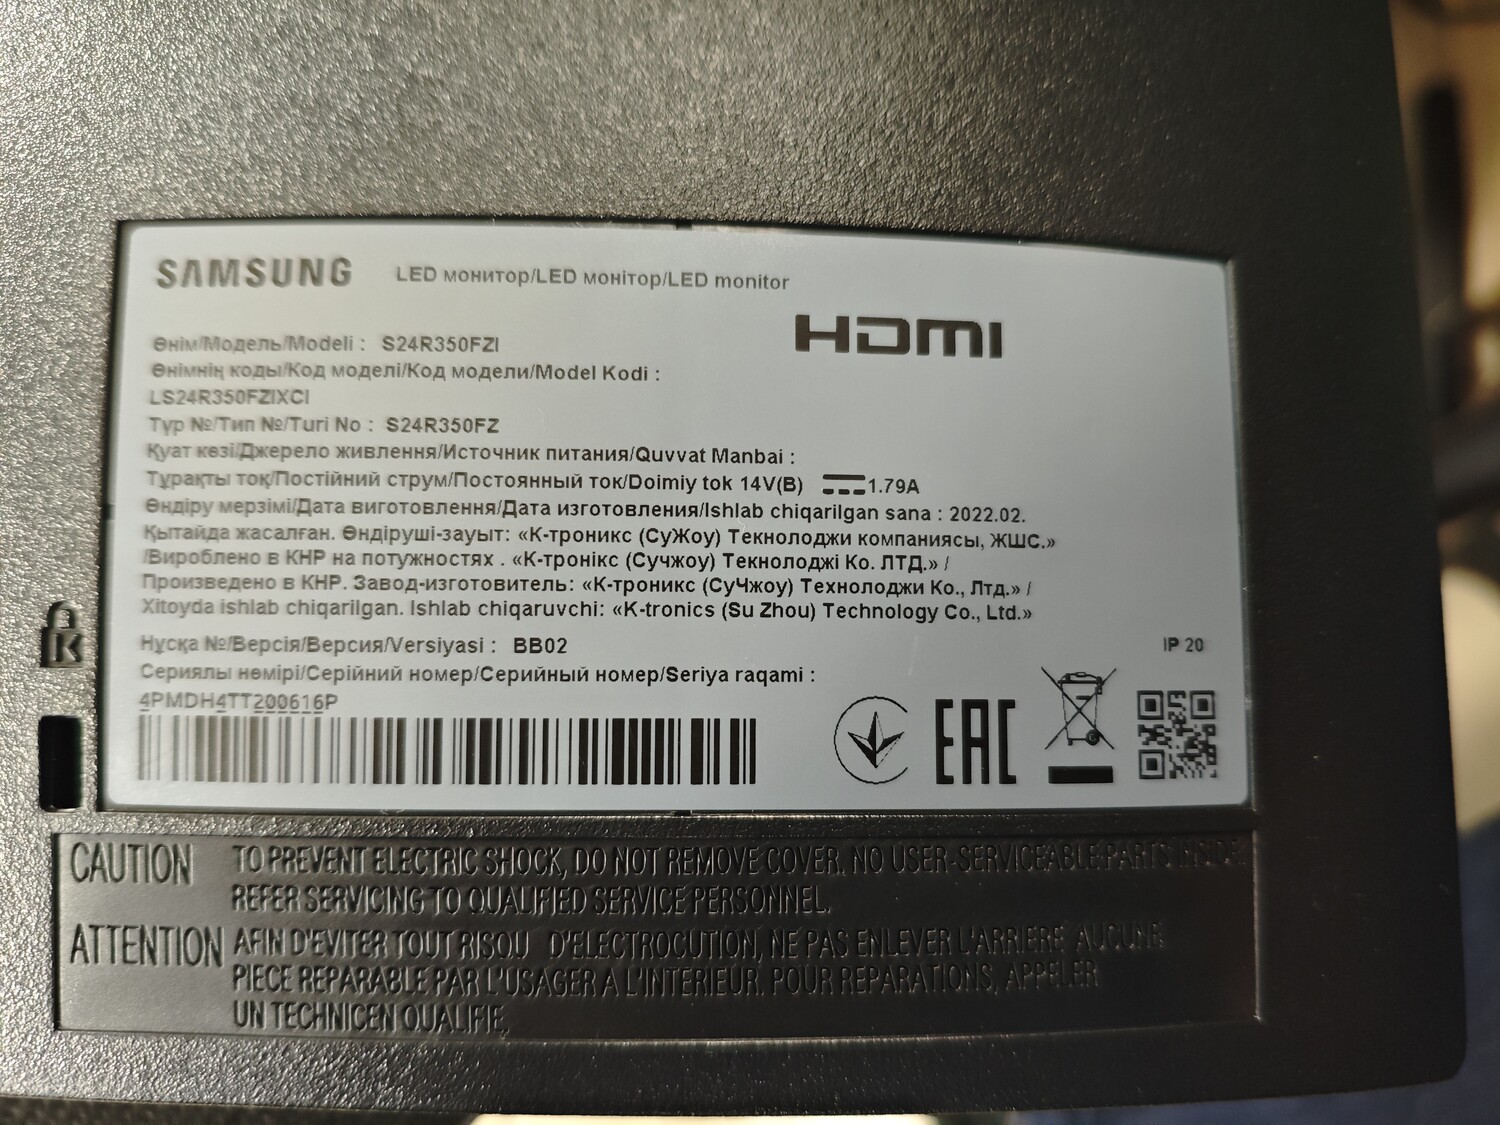 SAMSUNG LED монитор/LED монітор/LED monitor
HDMI
Өнім/Модель/Modeli : S24R350FZI
Өнімнің коды/Код моделі/Код модели/Model Kodi :
LS24R350FZIXCI
Түр №/Тип №/Turi No : S24R350FZ
Қуат көзі/Джерело живлення/Источник питания/Quvvat Manbai :
Тұрақты тоқ/Постійний струм/Постоянный ток/Doimiy tok 14V(B) 1.79A
Өндіру мерзімі/Дата виготовлення/Дата изготовления/Ishlab chiqarilgan sana : 2022.02.
Қытайда жасалған. Өндіруші-зауыт: «К-троникс (СуЖоу) Текнолоджи компаниясы, ЖШС.»
/Вироблено в КНР на потужностях . «К-тронікс (Сучжоу) Текнолоджі Ко. ЛТД.» /
Произведено в КНР. Завод-изготовитель: «К-троникс (СуЧжоу) Технолоджи Ко., Лтд.» /
Xitoyda ishlab chiqarilgan. Ishlab chiqaruvchi: «K-tronics (Su Zhou) Technology Co., Ltd.»
Нұсқа №/Версія/Версия/Versiyasi : BB02
IP 20
Сериялы нөмірі/Серійний номер/Серийный номер/Seriya raqami :
4PMDH4TT200616P
EAC
K
CAUTION TO PREVENT ELECTRIC SHOCK, DO NOT REMOVE COVER. NO USER-SERVICEABLE PARTS INSIDE.
REFER SERVICING TO QUALIFIED SERVICE PERSONNEL.
ATTENTION AFIN D'EVITER TOUT RISQU D'ELECTROCUTION, NE PAS ENLEVER L'ARRIERE AUCUNE
PIECE REPARABLE PAR L'USAGER A L'INTERIEUR. POUR REPARATIONS, APPELER
UN TECHNICEN QUALIFIE.